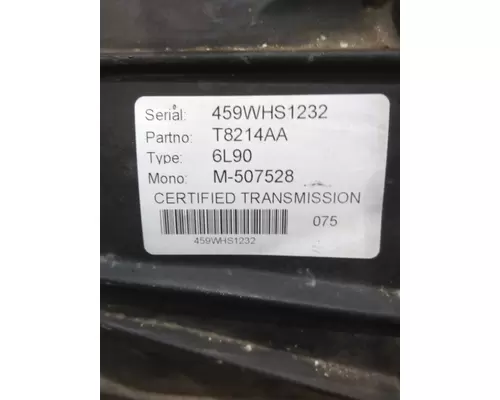 Serial: 459WHS1232
Partno: T8214AA
Type: 6L90
Mono: M-507528
CERTIFIED TRANSMISSION
075
459WHS1232